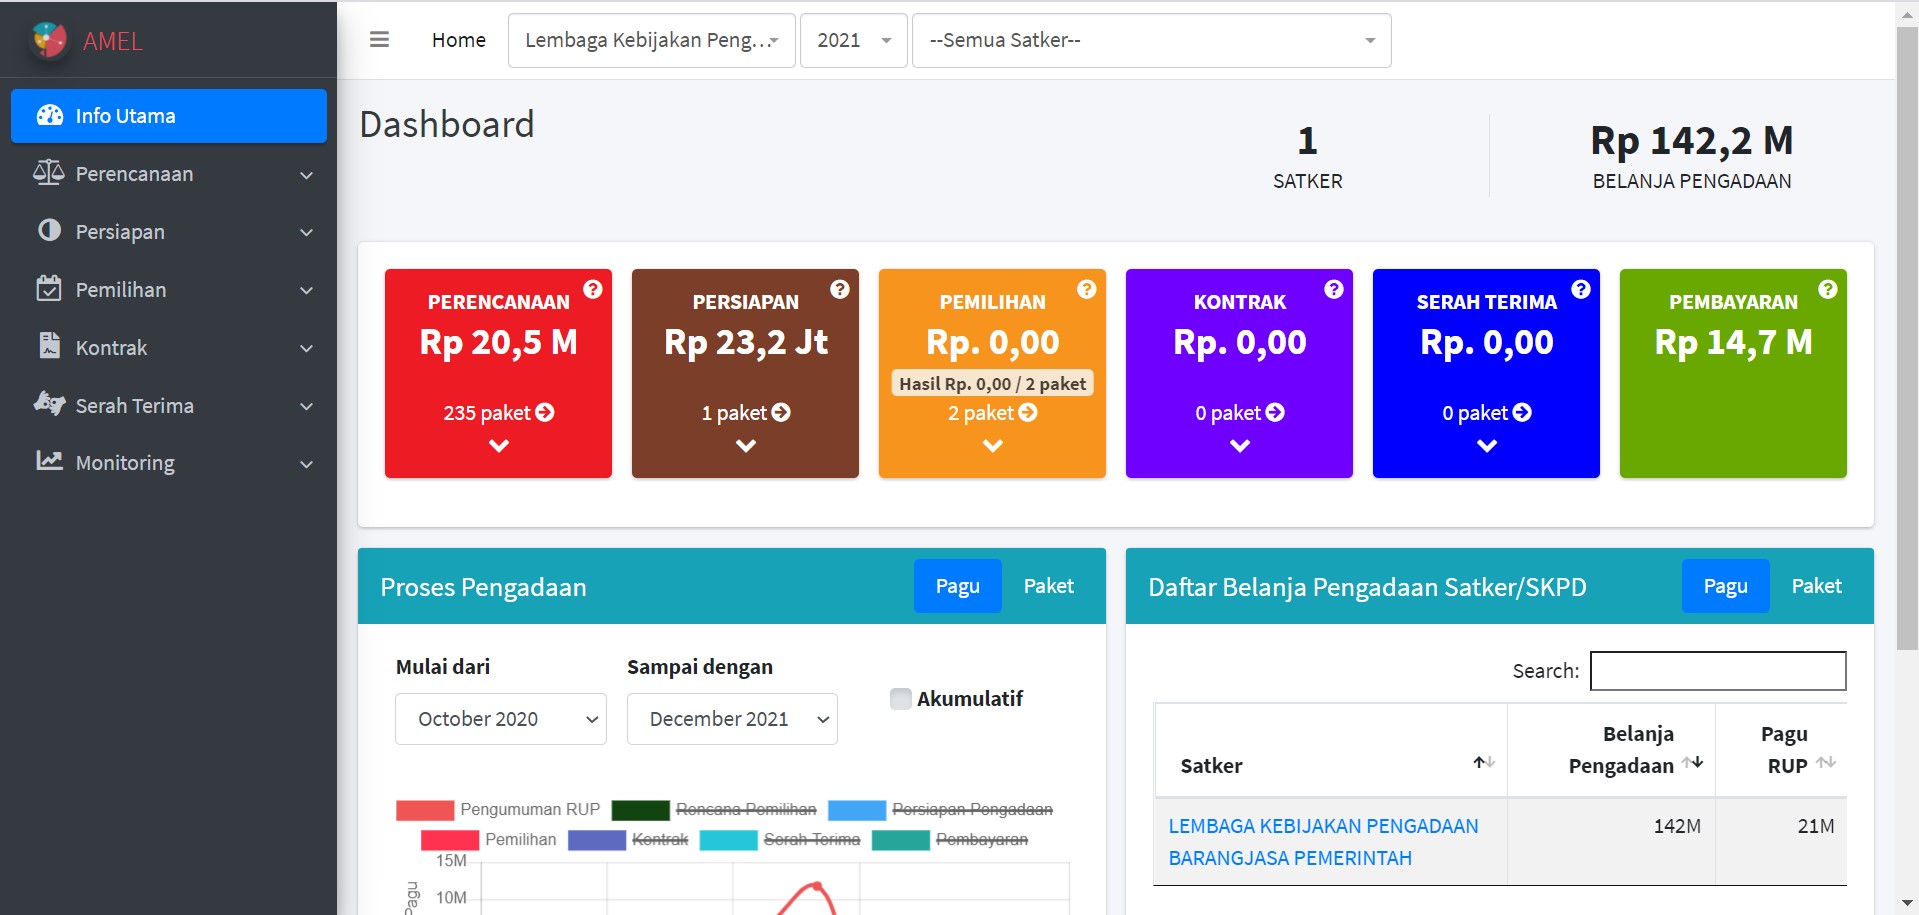 AMEL
Home
Lembaga Kebijakan Peng...
2021
--Semua Satker--
Info Utama
Perencanaan
Persiapan
Pemilihan
Kontrak
Serah Terima
Monitoring
Dashboard
1
SATKER
Rp 142,2 M
BELANJA PENGADAAN
PERENCANAAN
Rp 20,5 M
235 paket
PERSIAPAN
Rp 23,2 Jt
1 paket
PEMILIHAN
Rp. 0,00
Hasil Rp. 0,00 / 2 paket
2 paket
KONTRAK
Rp. 0,00
0 paket
SERAH TERIMA
Rp. 0,00
0 paket
PEMBAYARAN
Rp 14,7 M
Proses Pengadaan
Pagu
Paket
Mulai dari
October 2020
Sampai dengan
December 2021
Akumulatif
Pengumuman RUP
Rencana Pemilihan
Persiapan Pengadaan
Pemilihan
Kontrak
Serah Terima
Pembayaran
15M
10M
Pagu
Daftar Belanja Pengadaan Satker/SKPD
Pagu
Paket
Search:
Satker
Belanja
Pengadaan
Pagu
RUP
LEMBAGA KEBIJAKAN PENGADAAN
BARANGJASA PEMERINTAH
142M
21M